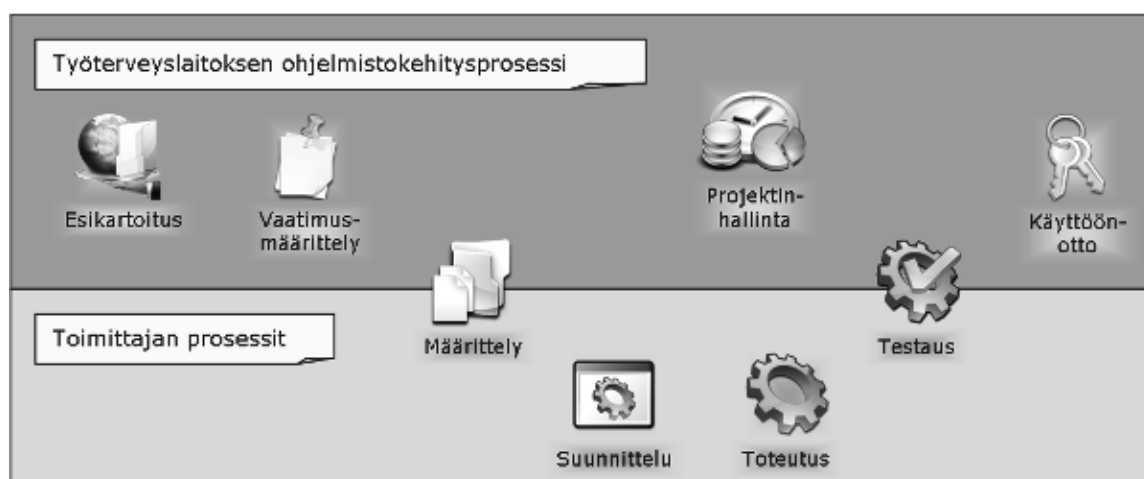 Työterveyslaitoksen ohjelmistokehitysprosessi
Esikartoitus
Vaatimus-
määrittely
Projektin-
hallinta
Käyttöön-
otto
Toimittajan prosessit
Määrittely
Testaus
Suunnittelu
Toteutus